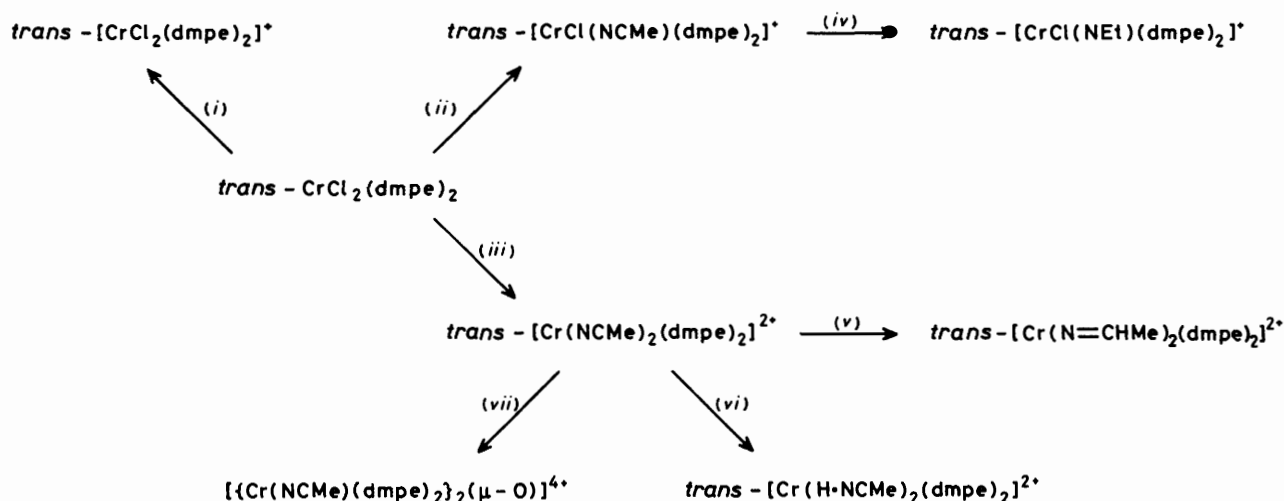 trans - [CrCl₂(dmpe)₂]⁺ trans - [CrCl(NCMe)(dmpe)₂]⁺ (iv) trans - [CrCl(NEt)(dmpe)₂]⁺
(i) (ii)
trans - CrCl₂(dmpe)₂
(iii)
trans - [Cr(NCMe)₂(dmpe)₂]²⁺ (v) trans - [Cr(N=CHMe)₂(dmpe)₂]²⁺
(vii) (vi)
[{Cr(NCMe)(dmpe)₂}₂(μ-O)]⁴⁺ trans - [Cr(H·NCMe)₂(dmpe)₂]²⁺